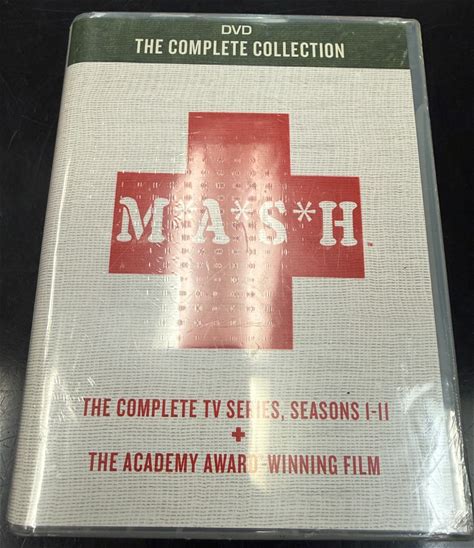 DVD
THE COMPLETE COLLECTION
M*A*S*H
THE COMPLETE TV SERIES, SEASONS 1-11
+
THE ACADEMY AWARD-WINNING FILM